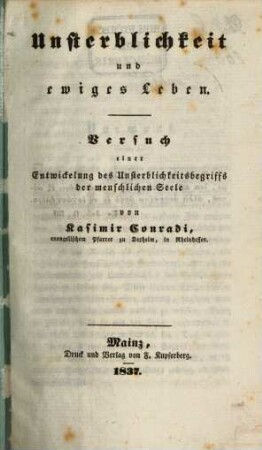 Unsterblichkeit
und
ewiges Leben.
Versuch
einer
Entwickelung des Unsterblichkeitsbegriffs
der menschlichen Seele
von
Kasimir Conradi,
evangelischem Pfarrer zu Derheim, in Rheinhessen.
Mainz,
Druck und Verlag von F. Kupferberg.
1837.